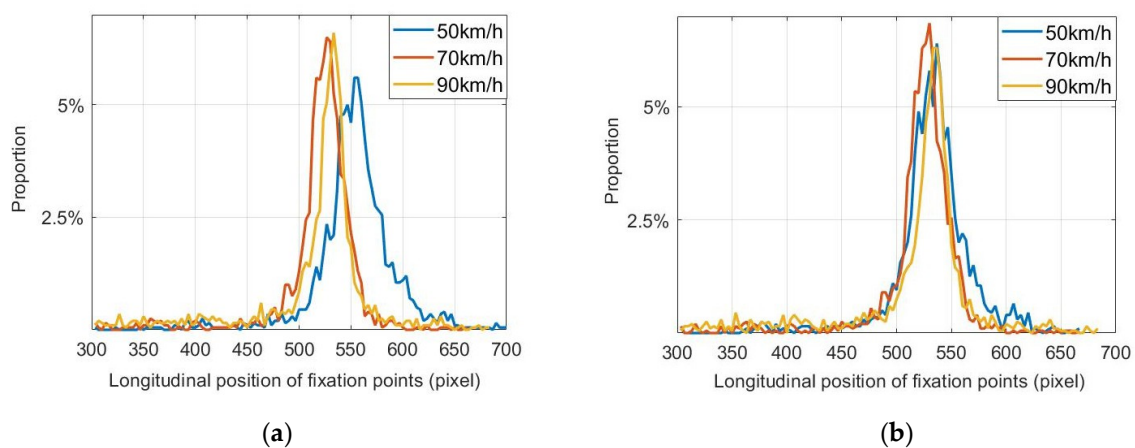 50km/h
70km/h
90km/h
5%
2.5%
Proportion
300 350 400 450 500 550 600 650 700
Longitudinal position of fixation points (pixel)
(a)
50km/h
70km/h
90km/h
5%
2.5%
Proportion
300 350 400 450 500 550 600 650 700
Longitudinal position of fixation points (pixel)
(b)